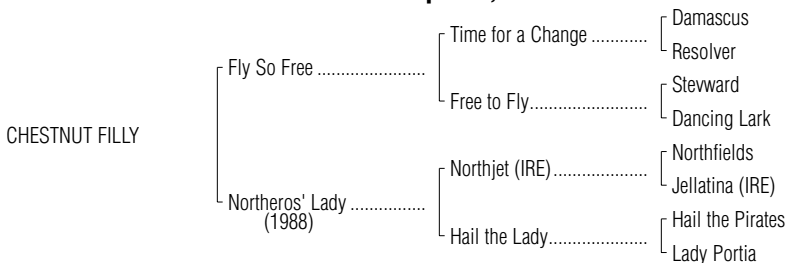 Damascus
Time for a Change .............
Resolver
Fly So Free .........................
Stevward
Free to Fly............................
Dancing Lark
CHESTNUT FILLY
Northfields
Northjet (IRE)......................
Jellatina (IRE)
Northeros' Lady .................
(1988)
Hail the Pirates
Hail the Lady.......................
Lady Portia